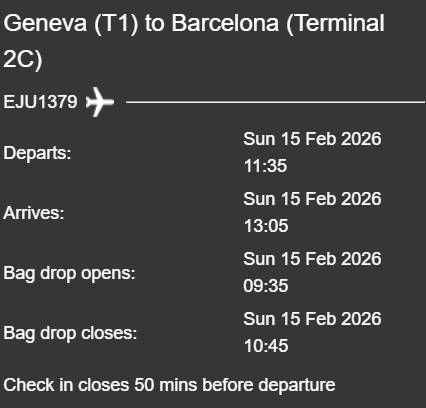 Geneva (T1) to Barcelona (Terminal
2C)
EJU1379
Departs: Sun 15 Feb 2026
11:35
Arrives: Sun 15 Feb 2026
13:05
Bag drop opens: Sun 15 Feb 2026
09:35
Bag drop closes: Sun 15 Feb 2026
10:45
Check in closes 50 mins before departure